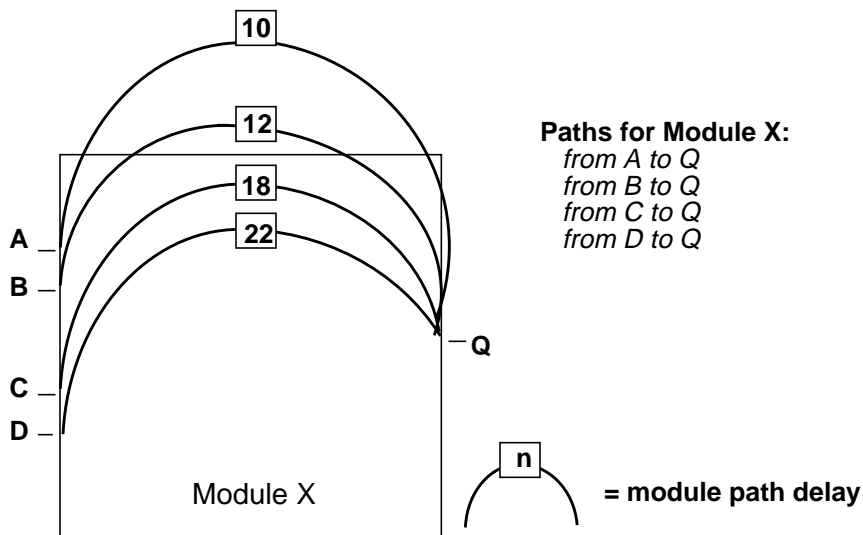 10
12
18
22
A
B
C
D
Q
Paths for Module X:
from A to Q
from B to Q
from C to Q
from D to Q
Module X
n
= module path delay